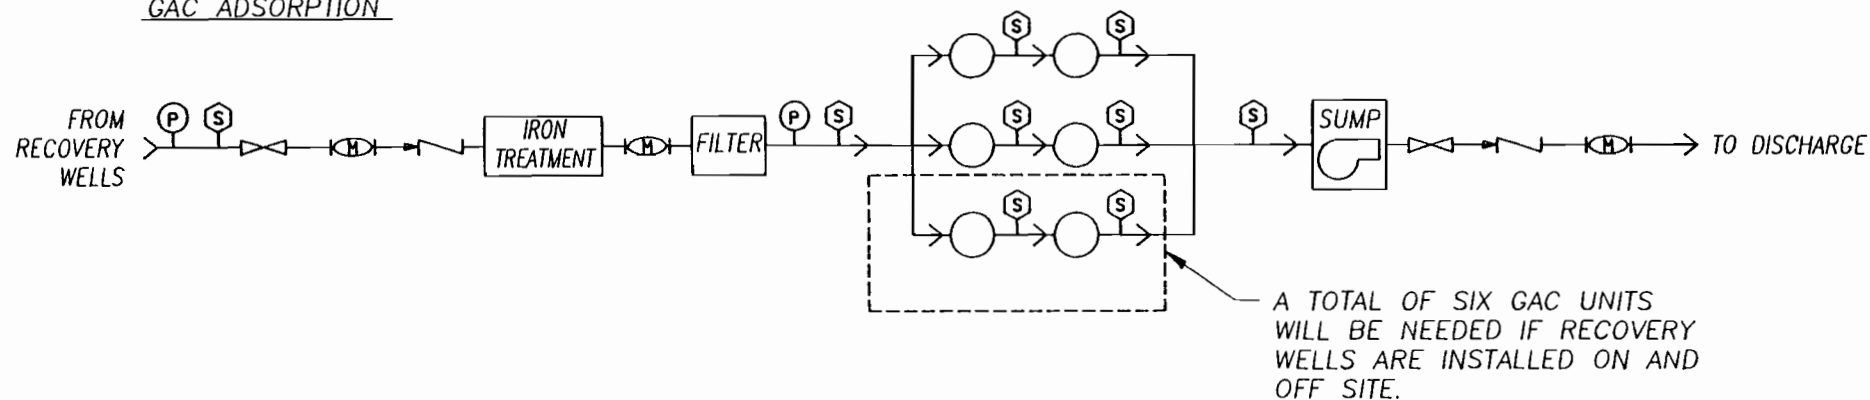 GAC ADSORPTION
S S
FROM
RECOVERY
WELLS
P S M
IRON
TREATMENT
M
FILTER
P S
S S
S
SUMP
M
TO DISCHARGE
S S
A TOTAL OF SIX GAC UNITS
WILL BE NEEDED IF RECOVERY
WELLS ARE INSTALLED ON AND
OFF SITE.